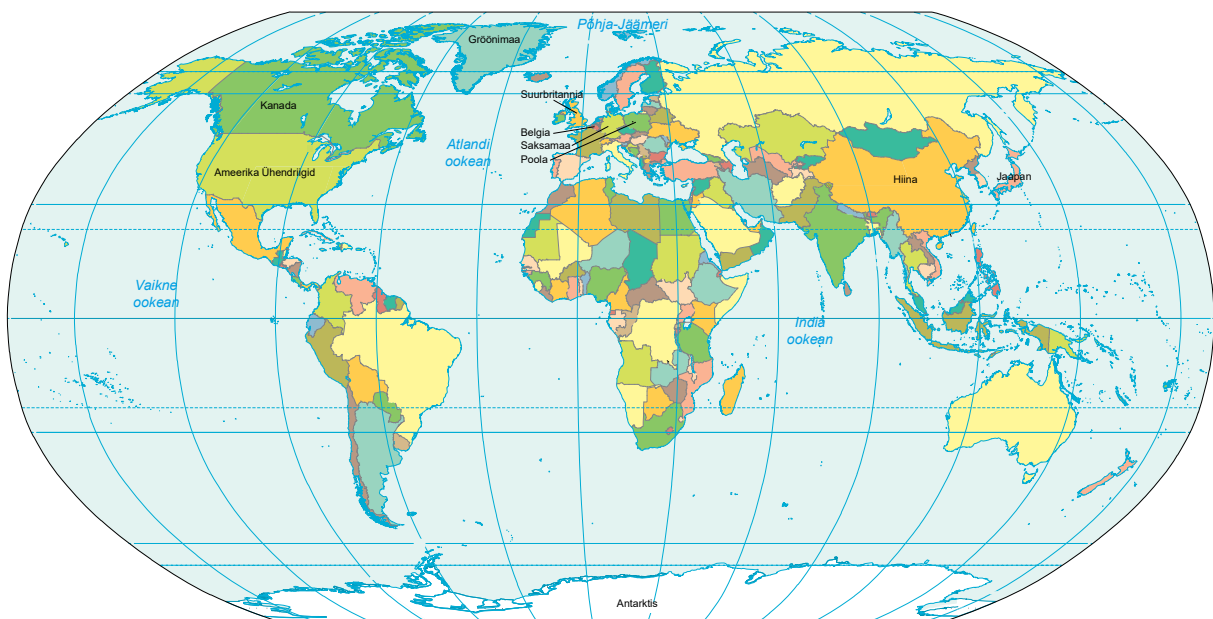 Põhja-Jäämeri
Gröönimaa
Suurbritannia
Kanada
Belgia
Saksamaa
Poola
Atlandi
ookean
Ameerika Ühendriigid
Hiina
Jaapan
Vaikne
ookean
India
ookean
Antarktis